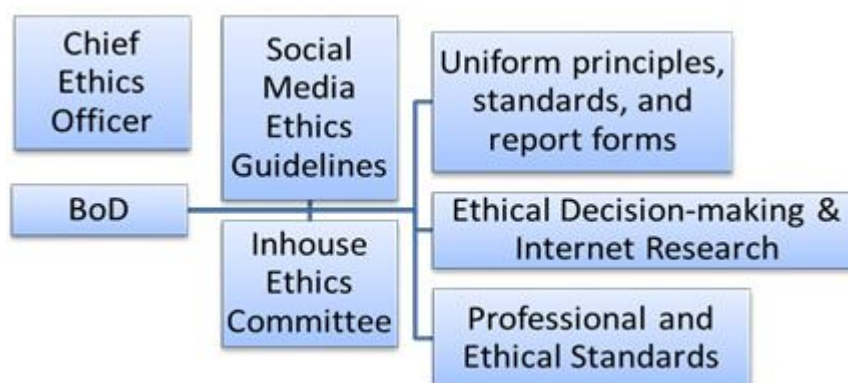 Chief
Ethics
Officer
Social
Media
Ethics
Guidelines
Uniform principles,
standards, and
report forms
BoD
Ethical Decision-making &
Internet Research
Inhouse
Ethics
Committee
Professional and
Ethical Standards